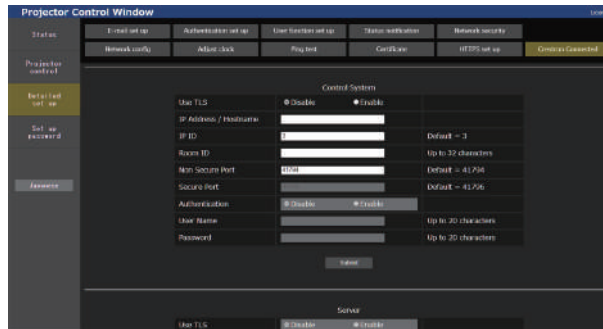 Projector Control Window
Status
Projector control
Detailed set up
Set up password
Japanese
E-mail set up
Authentication set up
User function set up
Status notification
Network security
Network config
Adjust clock
Ping test
Certificate
HTTPS set up
Crestron Connected
Control System
Use TLS Disable Enable
IP Address / Hostname
IP ID 3 Default = 3
Room ID Up to 32 characters
Non Secure Port 41794 Default = 41794
Secure Port Default = 41796
Authentication Disable Enable
User Name Up to 20 characters
Password Up to 20 characters
Submit
Server
Use TLS Disable Enable